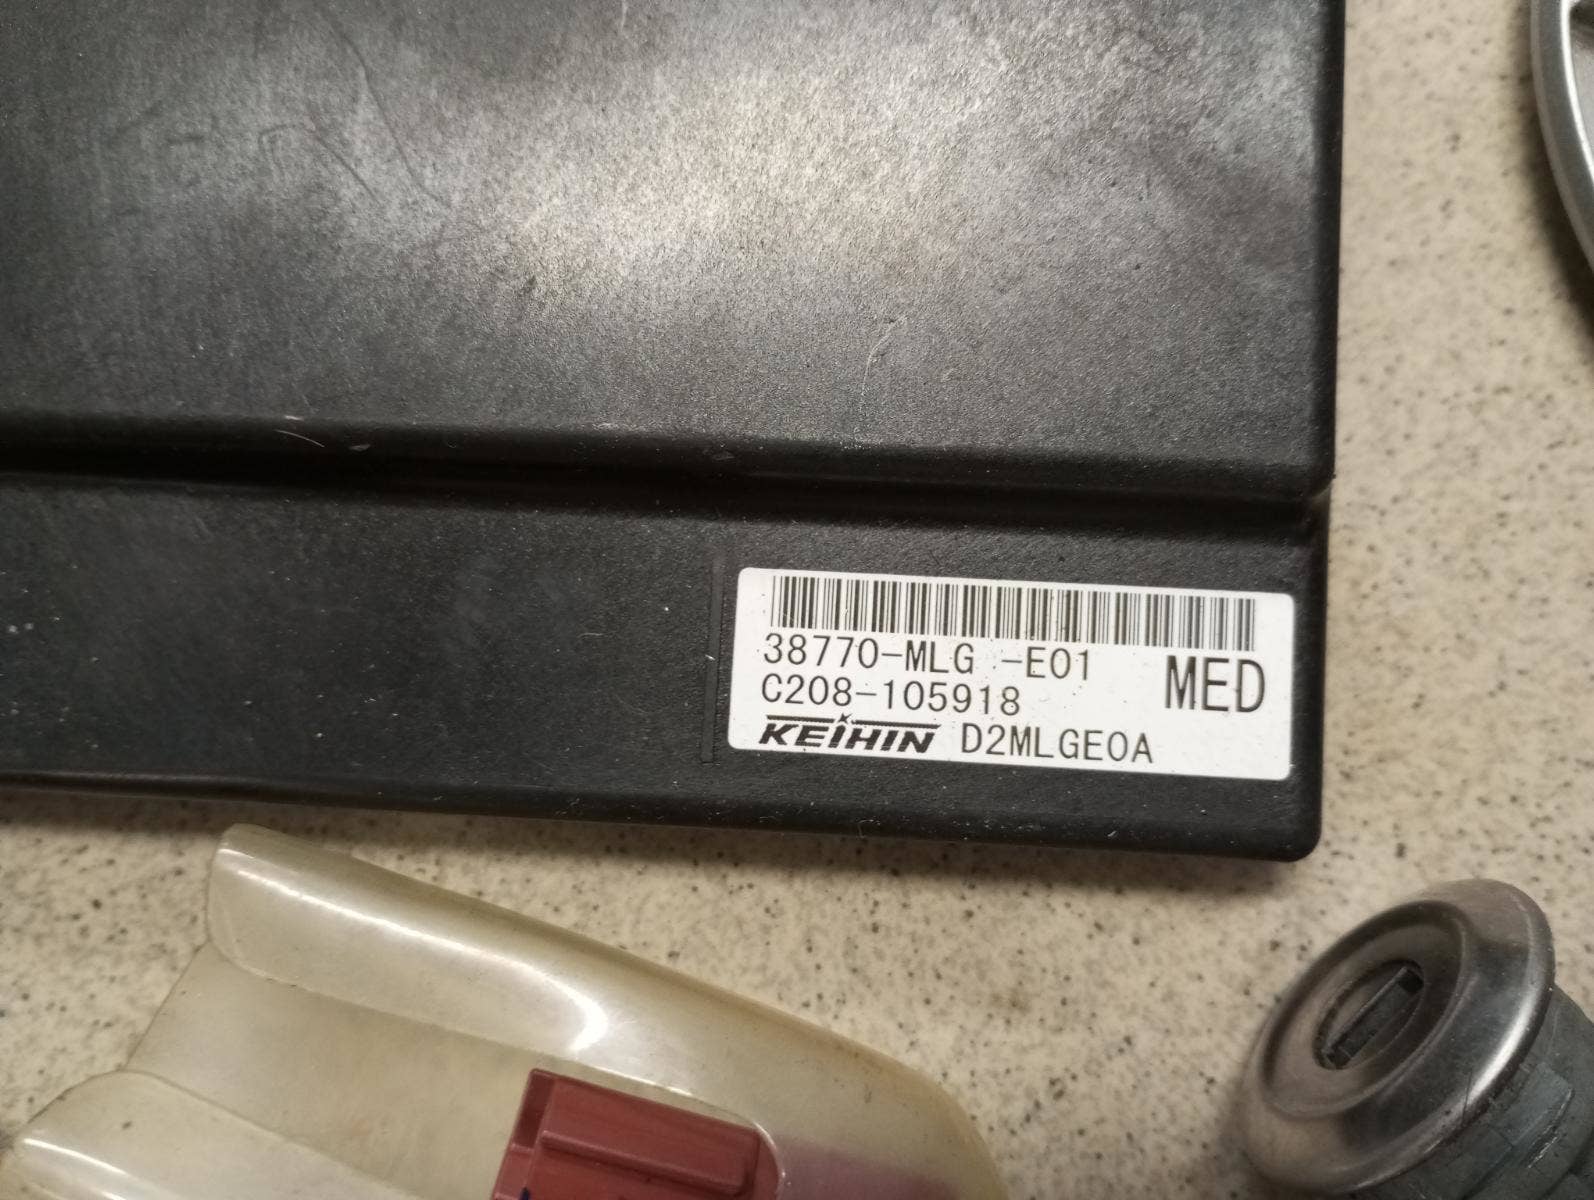 38770-MLG -E01 MED
C208-105918
KEIHIN D2MLGE0A